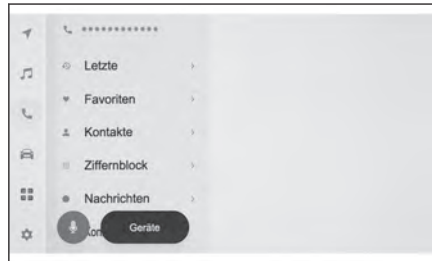 ************
Letzte
Favoriten
Kontakte
Ziffernblock
Nachrichten
Geräte